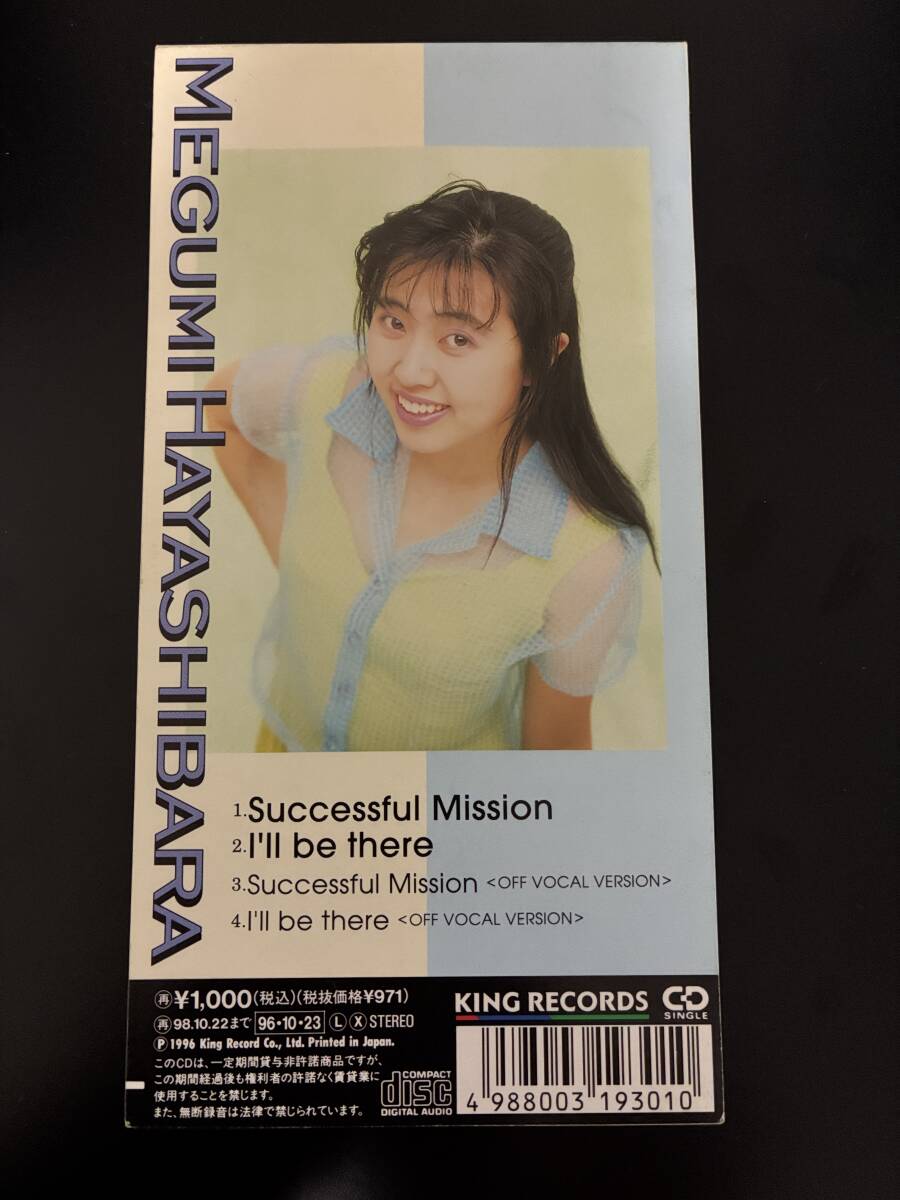 MEGUMI HAYASHIBARA
1.Successful Mission
2.I'll be there
3.Successful Mission <OFF VOCAL VERSION>
4.I'll be there <OFF VOCAL VERSION>
再 ¥1,000(税込)(税抜価格¥971)
再 98.10.22まで 96・10・23 L X STEREO
Ⓟ 1996 King Record Co., Ltd. Printed in Japan.
このCDは、一定期間貸与非許諾商品ですが、
この期間経過後も権利者の許諾なく賃貸業に
使用することを禁じます。
また、無断録音は法律で禁じられています。
COMPACT
disc
DIGITAL AUDIO
KING RECORDS
CD
SINGLE
4 988003 193010